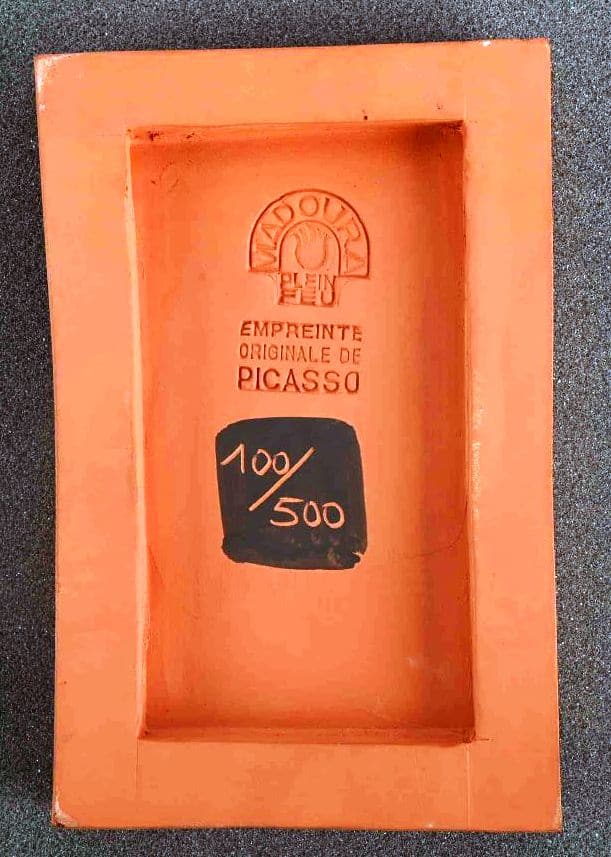 MADOURA
PLEIN
FEU
EMPREINTE
ORIGINALE DE
PICASSO
100/
500